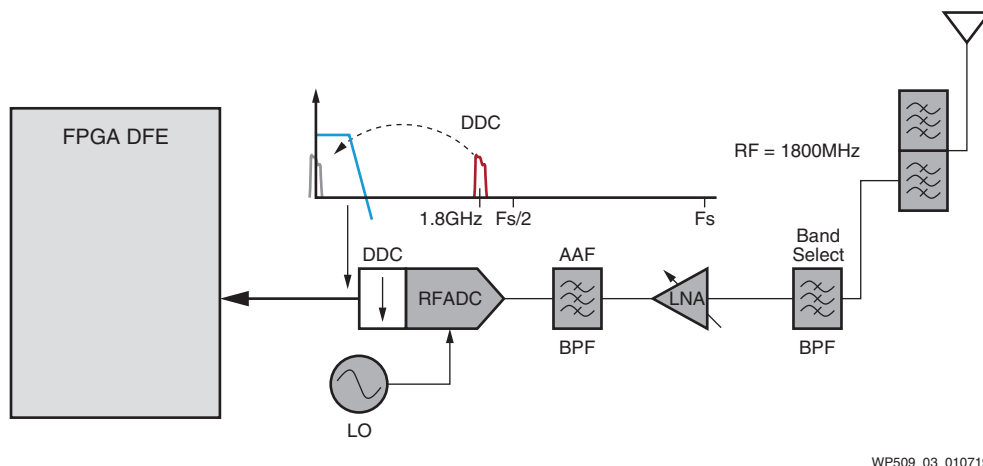 FPGA DFE
DDC
RF = 1800MHz
1.8GHz
Fs/2
Fs
DDC
RFADC
AAF
BPF
LNA
Band
Select
BPF
LO